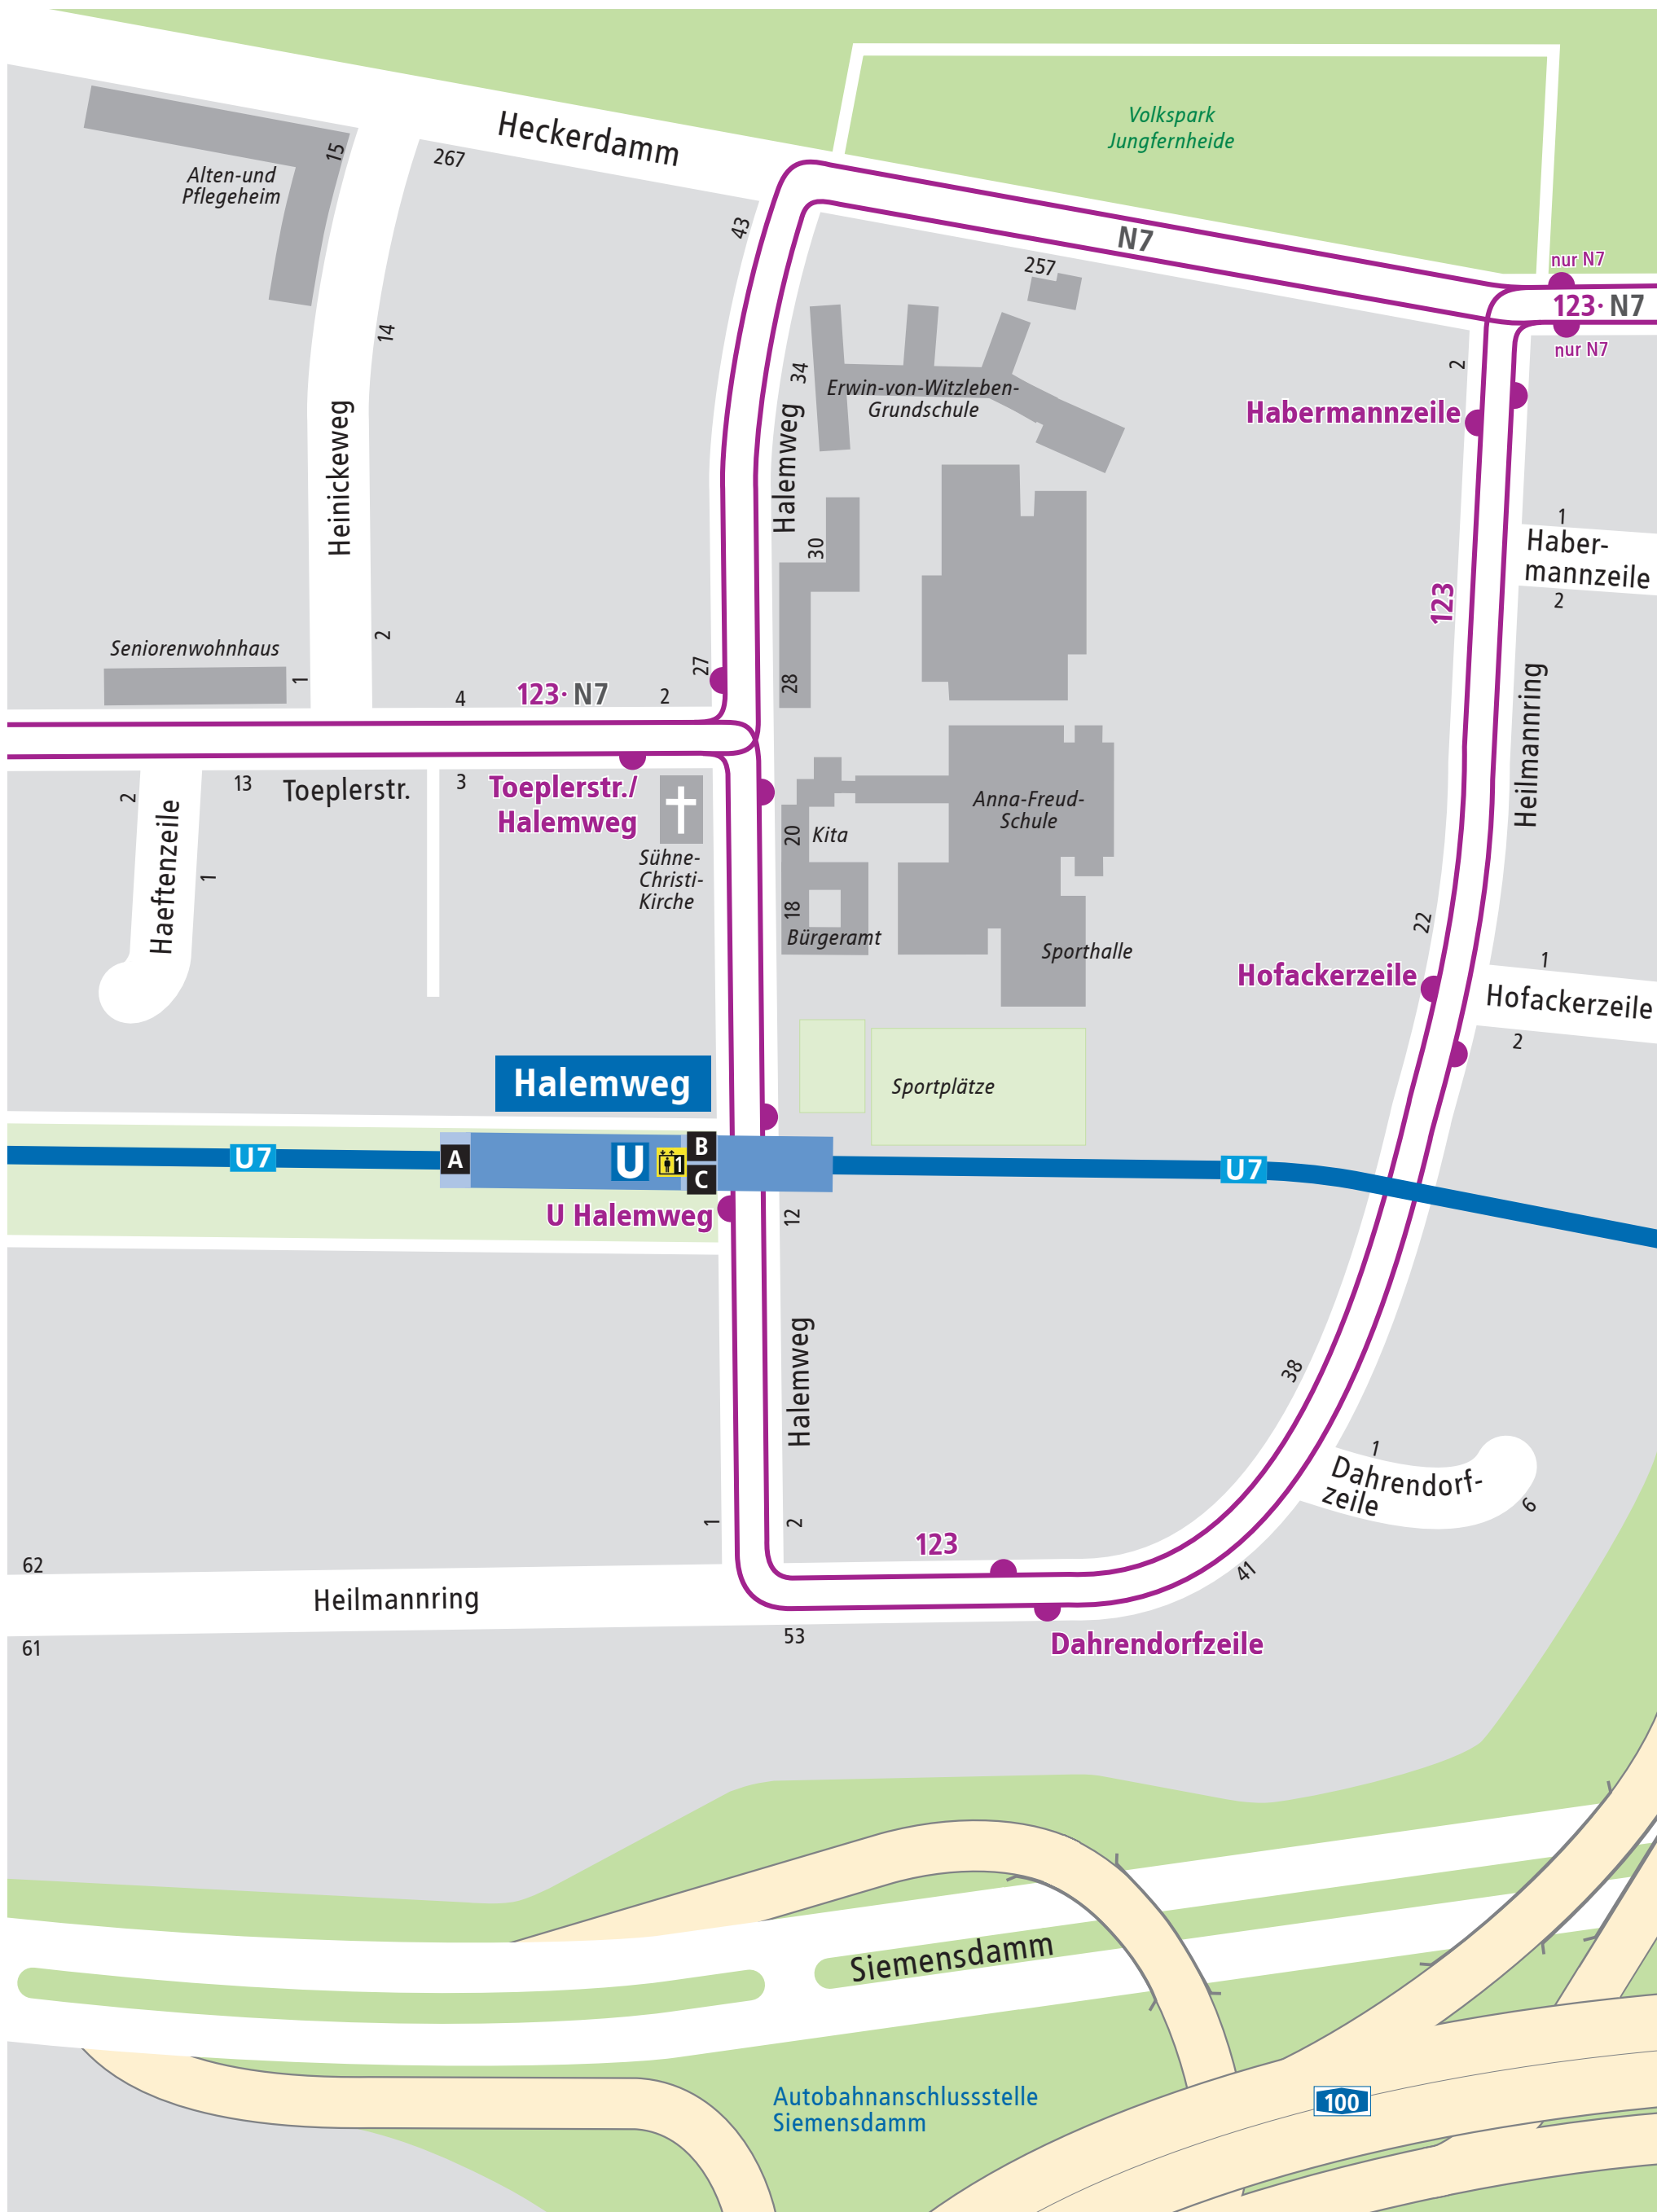 Volkspark
Jungfernheide
Heckerdamm
15
267
Alten-und
Pflegeheim
43
N7
257
nur N7
123· N7
nur N7
14
34
2
Erwin-von-Witzleben-
Grundschule
Habermannzeile
Heinickeweg
Halemweg
30
1
Haber-
mannzeile
2
123
2
Seniorenwohnhaus
1
27
28
4
123· N7
2
Heilmannring
13
Toeplerstr.
3
Toeplerstr./
Halemweg
2
Haeftenzeile
1
20
Kita
Anna-Freud-
Schule
Sühne-
Christi-
Kirche
18
Bürgeramt
Sporthalle
22
1
Hofackerzeile
Hofackerzeile
2
Halemweg
Sportplätze
U7
A
U
1
B
C
U7
U Halemweg
12
Halemweg
38
1
Dahrendorf-
zeile
6
1
2
123
41
62
Heilmannring
61
53
Dahrendorfzeile
Siemensdamm
Autobahnanschlussstelle
Siemensdamm
100